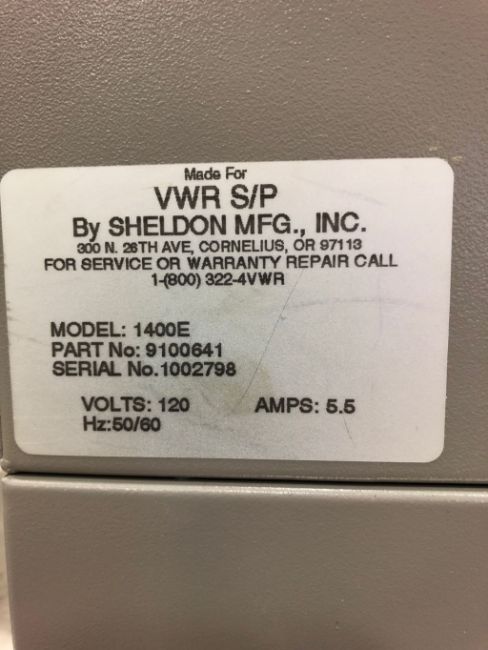 Made For
VWR S/P
By SHELDON MFG., INC.
300 N. 26TH AVE, CORNELIUS, OR 97113
FOR SERVICE OR WARRANTY REPAIR CALL
1-(800) 322-4VWR
MODEL: 1400E
PART No: 9100641
SERIAL No.1002798
VOLTS: 120 AMPS: 5.5
Hz:50/60